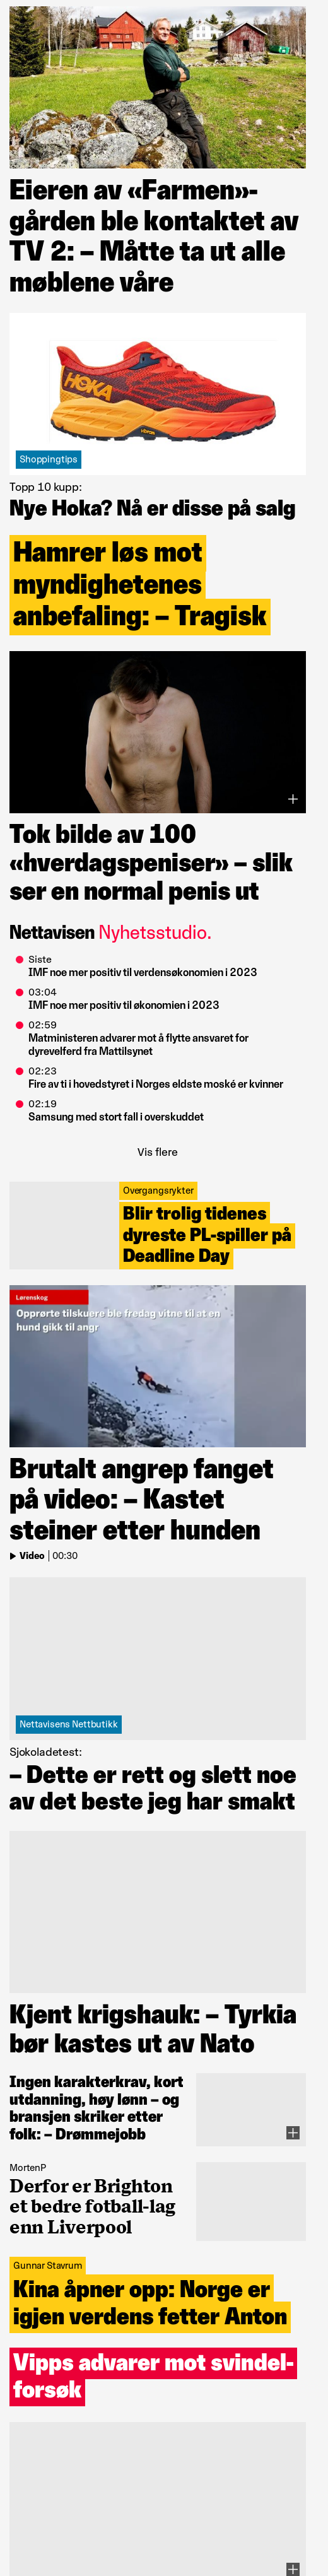 Eieren av «Farmen»-
gården ble kontaktet av
TV 2: – Måtte ta ut alle
møblene våre
HOKA
vibram
Shoppingtips
Topp 10 kupp:
Nye Hoka? Nå er disse på salg
Hamrer løs mot
myndighetenes
anbefaling: – Tragisk
Tok bilde av 100
«hverdagspeniser» – slik
ser en normal penis ut
Nettavisen Nyhetsstudio.
Siste
IMF noe mer positiv til verdensøkonomien i 2023
03:04
IMF noe mer positiv til økonomien i 2023
02:59
Matministeren advarer mot å flytte ansvaret for
dyrevelferd fra Mattilsynet
02:23
Fire av ti i hovedstyret i Norges eldste moské er kvinner
02:19
Samsung med stort fall i overskuddet
Vis flere
Overgangsrykter
Blir trolig tidenes
dyreste PL-spiller på
Deadline Day
Lørenskog
Opprørte tilskuere ble fredag vitne til at en
hund gikk til angr
Brutalt angrep fanget
på video: – Kastet
steiner etter hunden
Video 00:30
Nettavisens Nettbutikk
Sjokoladetest:
– Dette er rett og slett noe
av det beste jeg har smakt
Kjent krigshauk: – Tyrkia
bør kastes ut av Nato
Ingen karakterkrav, kort
utdanning, høy lønn – og
bransjen skriker etter
folk: – Drømmejobb
MortenP
Derfor er Brighton
et bedre fotball-lag
enn Liverpool
Gunnar Stavrum
Kina åpner opp: Norge er
igjen verdens fetter Anton
Vipps advarer mot svindel-
forsøk